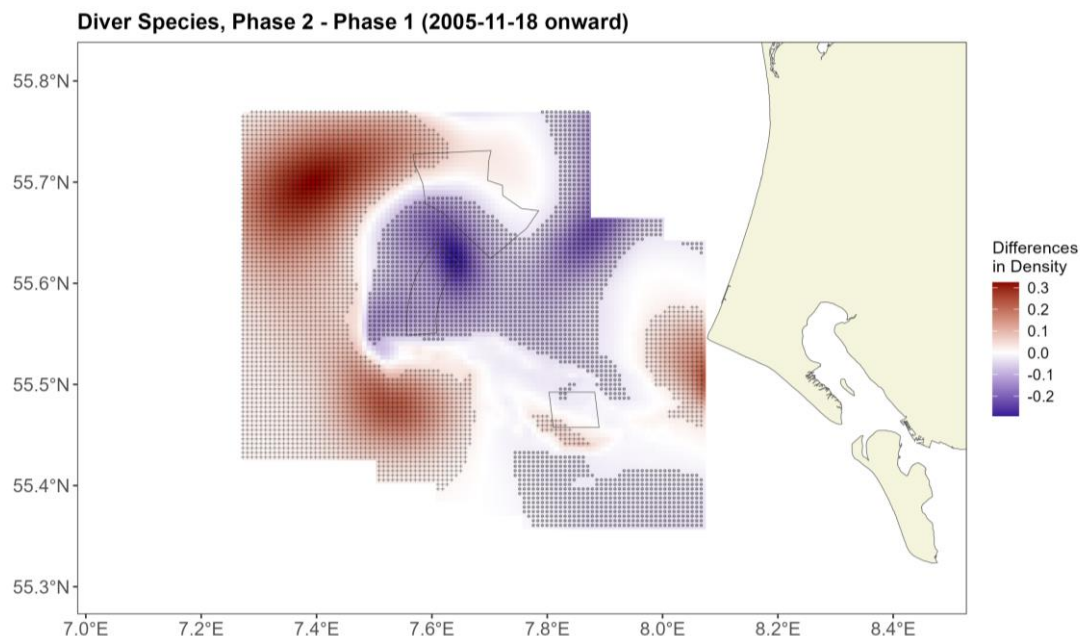 Diver Species, Phase 2 - Phase 1 (2005-11-18 onward)
55.8°N
55.7°N
55.6°N
55.5°N
55.4°N
55.3°N
7.0°E 7.2°E 7.4°E 7.6°E 7.8°E 8.0°E 8.2°E 8.4°E
Differences
in Density
0.3
0.2
0.1
0.0
-0.1
-0.2